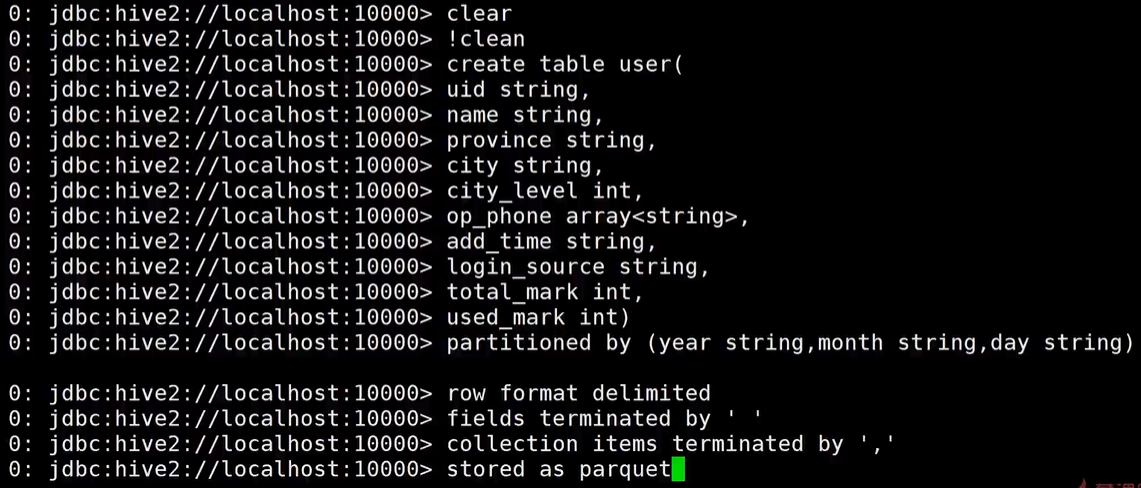 0: jdbc:hive2://localhost:10000> clear
0: jdbc:hive2://localhost:10000> !clean
0: jdbc:hive2://localhost:10000> create table user(
0: jdbc:hive2://localhost:10000> uid string,
0: jdbc:hive2://localhost:10000> name string,
0: jdbc:hive2://localhost:10000> province string,
0: jdbc:hive2://localhost:10000> city string,
0: jdbc:hive2://localhost:10000> city_level int,
0: jdbc:hive2://localhost:10000> op_phone array<string>,
0: jdbc:hive2://localhost:10000> add_time string,
0: jdbc:hive2://localhost:10000> login_source string,
0: jdbc:hive2://localhost:10000> total_mark int,
0: jdbc:hive2://localhost:10000> used_mark int)
0: jdbc:hive2://localhost:10000> partitioned by (year string,month string,day string)
0: jdbc:hive2://localhost:10000> row format delimited
0: jdbc:hive2://localhost:10000> fields terminated by ' '
0: jdbc:hive2://localhost:10000> collection items terminated by ','
0: jdbc:hive2://localhost:10000> stored as parquet